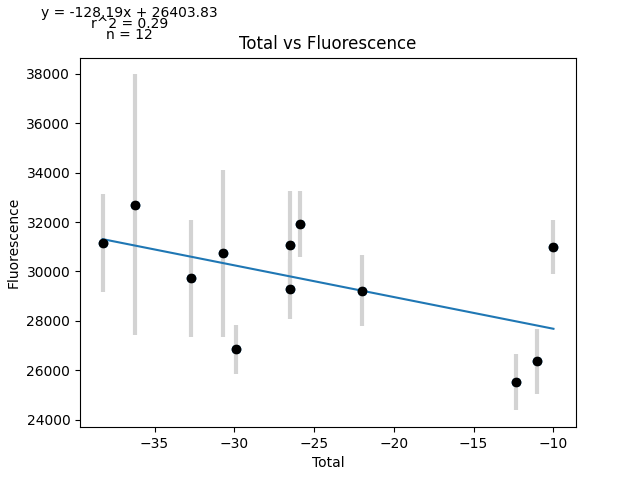 y = -128.19x + 26403.83
r^2 = 0.29
n = 12
Total vs Fluorescence
38000
36000
34000
32000
30000
28000
26000
24000
Fluorescence
−35
−30
−25
−20
−15
−10
Total